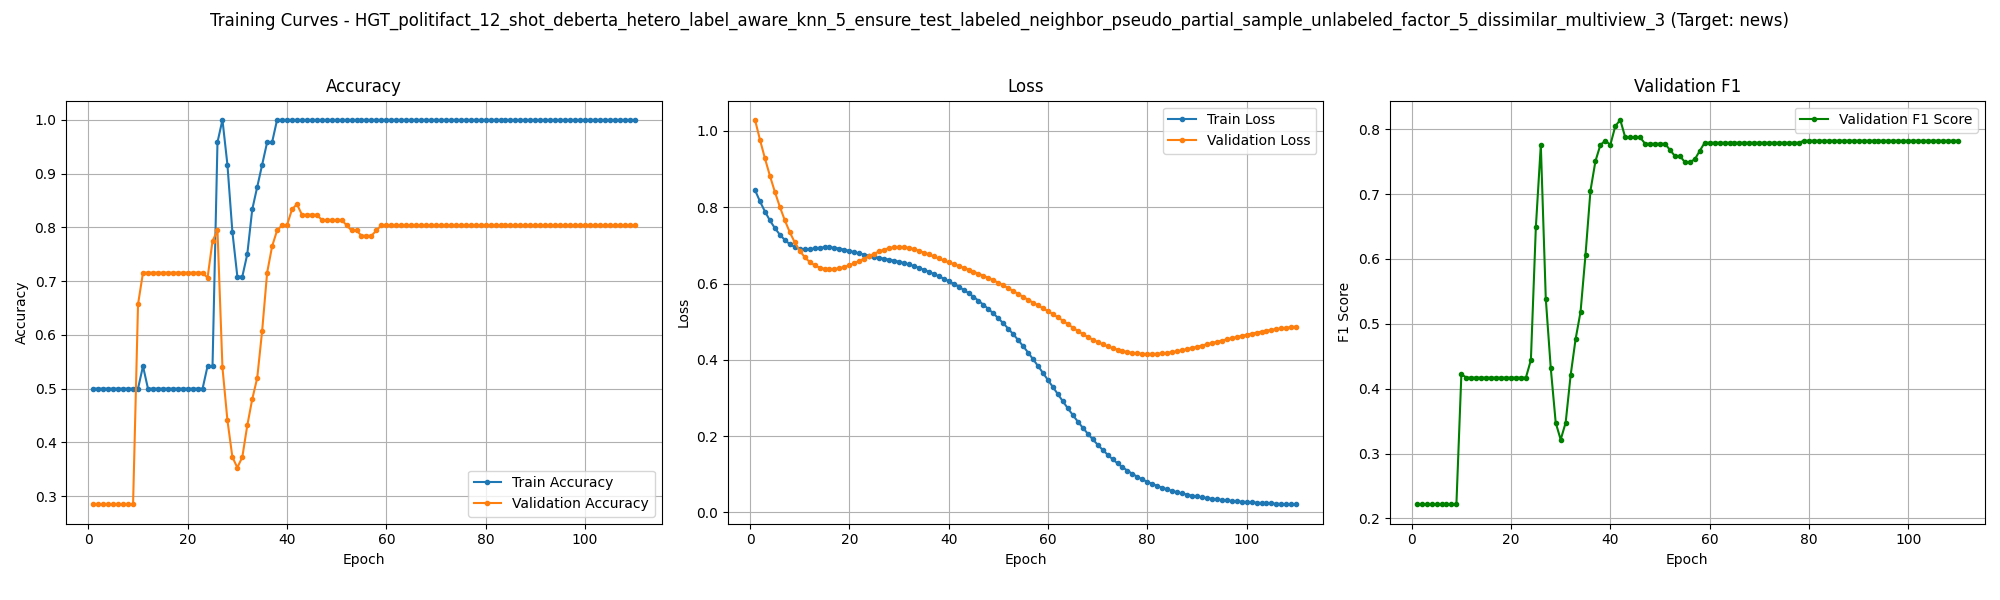 Training Curves - HGT_politifact_12_shot_deberta_hetero_label_aware_knn_5_ensure_test_labeled_neighbor_pseudo_partial_sample_unlabeled_factor_5_dissimilar_multiview_3 (Target: news)
Accuracy
1.0
0.9
0.8
0.7
0.6
0.5
0.4
0.3
Accuracy
Train Accuracy
Validation Accuracy
0 20 40 60 80 100
Epoch
Loss
1.0
0.8
0.6
0.4
0.2
0.0
Loss
Train Loss
Validation Loss
0 20 40 60 80 100
Epoch
Validation F1
0.8
0.7
0.6
0.5
0.4
0.3
0.2
F1 Score
Validation F1 Score
0 20 40 60 80 100
Epoch